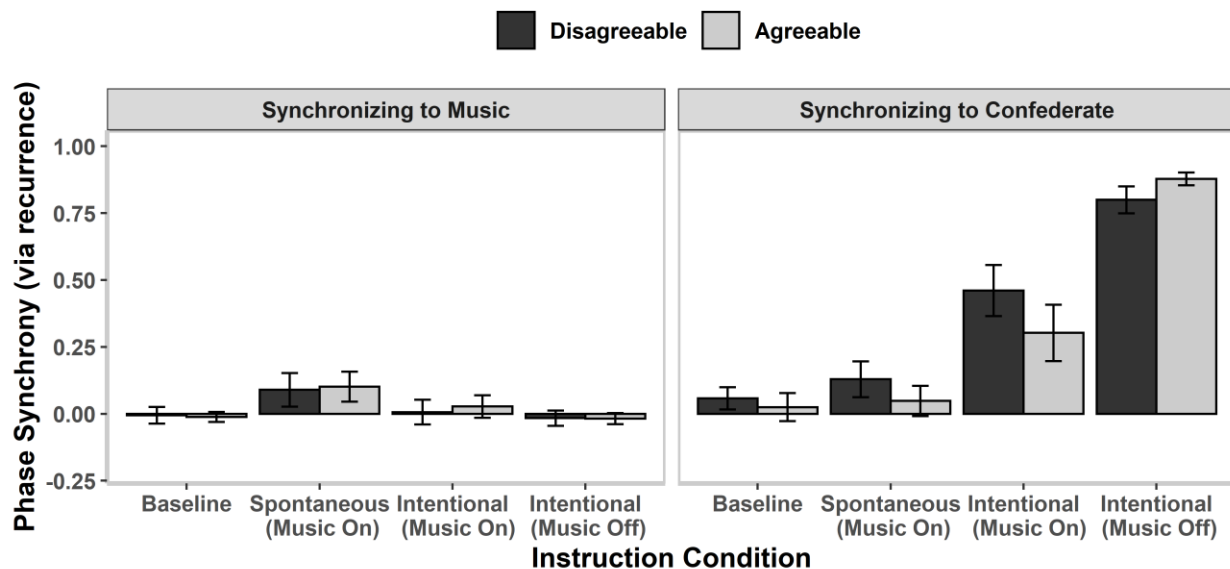 Disagreeable Agreeable
Phase Synchrony (via recurrence)
Synchronizing to Music
Synchronizing to Confederate
1.00
0.75
0.50
0.25
0.00
-0.25
Baseline Spontaneous Intentional Intentional
(Music On) (Music On) (Music Off)
Baseline Spontaneous Intentional Intentional
(Music On) (Music On) (Music Off)
Instruction Condition